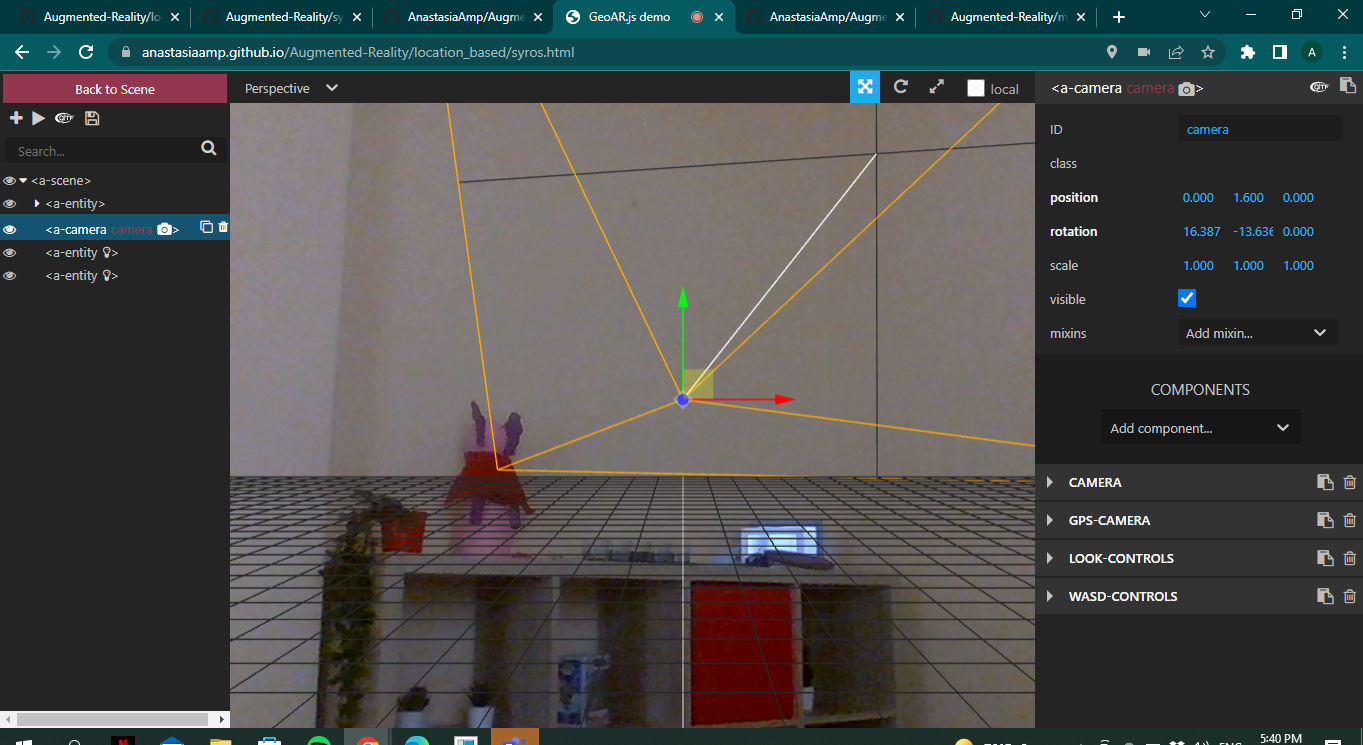 Augmented-Reality/lo
Augmented-Reality/sy
AnastasiaAmp/Augme
GeoAR.js demo
AnastasiaAmp/Augme
Augmented-Reality/m
anastasiaamp.github.io/Augmented-Reality/location_based/syros.html
A
Back to Scene
Perspective
local
<a-camera camera >
Search...
<a-scene>
<a-entity>
<a-camera camera >
<a-entity >
<a-entity >
ID camera
class
position 0.000 1.600 0.000
rotation 16.387 -13.636 0.000
scale 1.000 1.000 1.000
visible
mixins Add mixin...
COMPONENTS
Add component...
CAMERA
GPS-CAMERA
LOOK-CONTROLS
WASD-CONTROLS
5:40 PM